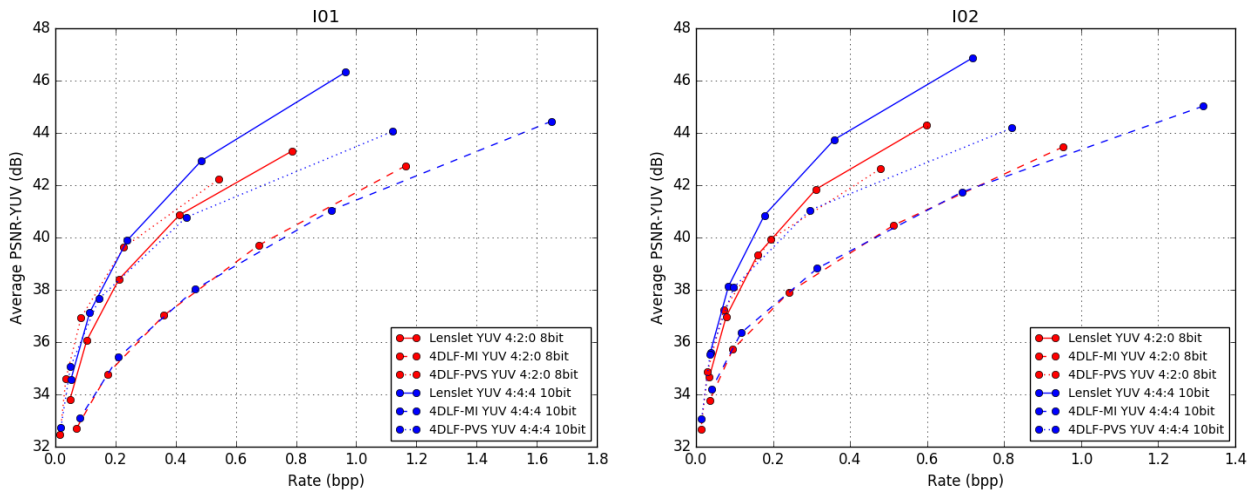 I01
48
46
44
42
40
38
36
34
32
Average PSNR-YUV (dB)
0.0 0.2 0.4 0.6 0.8 1.0 1.2 1.4 1.6 1.8
Rate (bpp)
Lenslet YUV 4:2:0 8bit
4DLF-MI YUV 4:2:0 8bit
4DLF-PVS YUV 4:2:0 8bit
Lenslet YUV 4:4:4 10bit
4DLF-MI YUV 4:4:4 10bit
4DLF-PVS YUV 4:4:4 10bit
I02
48
46
44
42
40
38
36
34
32
Average PSNR-YUV (dB)
0.0 0.2 0.4 0.6 0.8 1.0 1.2 1.4
Rate (bpp)
Lenslet YUV 4:2:0 8bit
4DLF-MI YUV 4:2:0 8bit
4DLF-PVS YUV 4:2:0 8bit
Lenslet YUV 4:4:4 10bit
4DLF-MI YUV 4:4:4 10bit
4DLF-PVS YUV 4:4:4 10bit